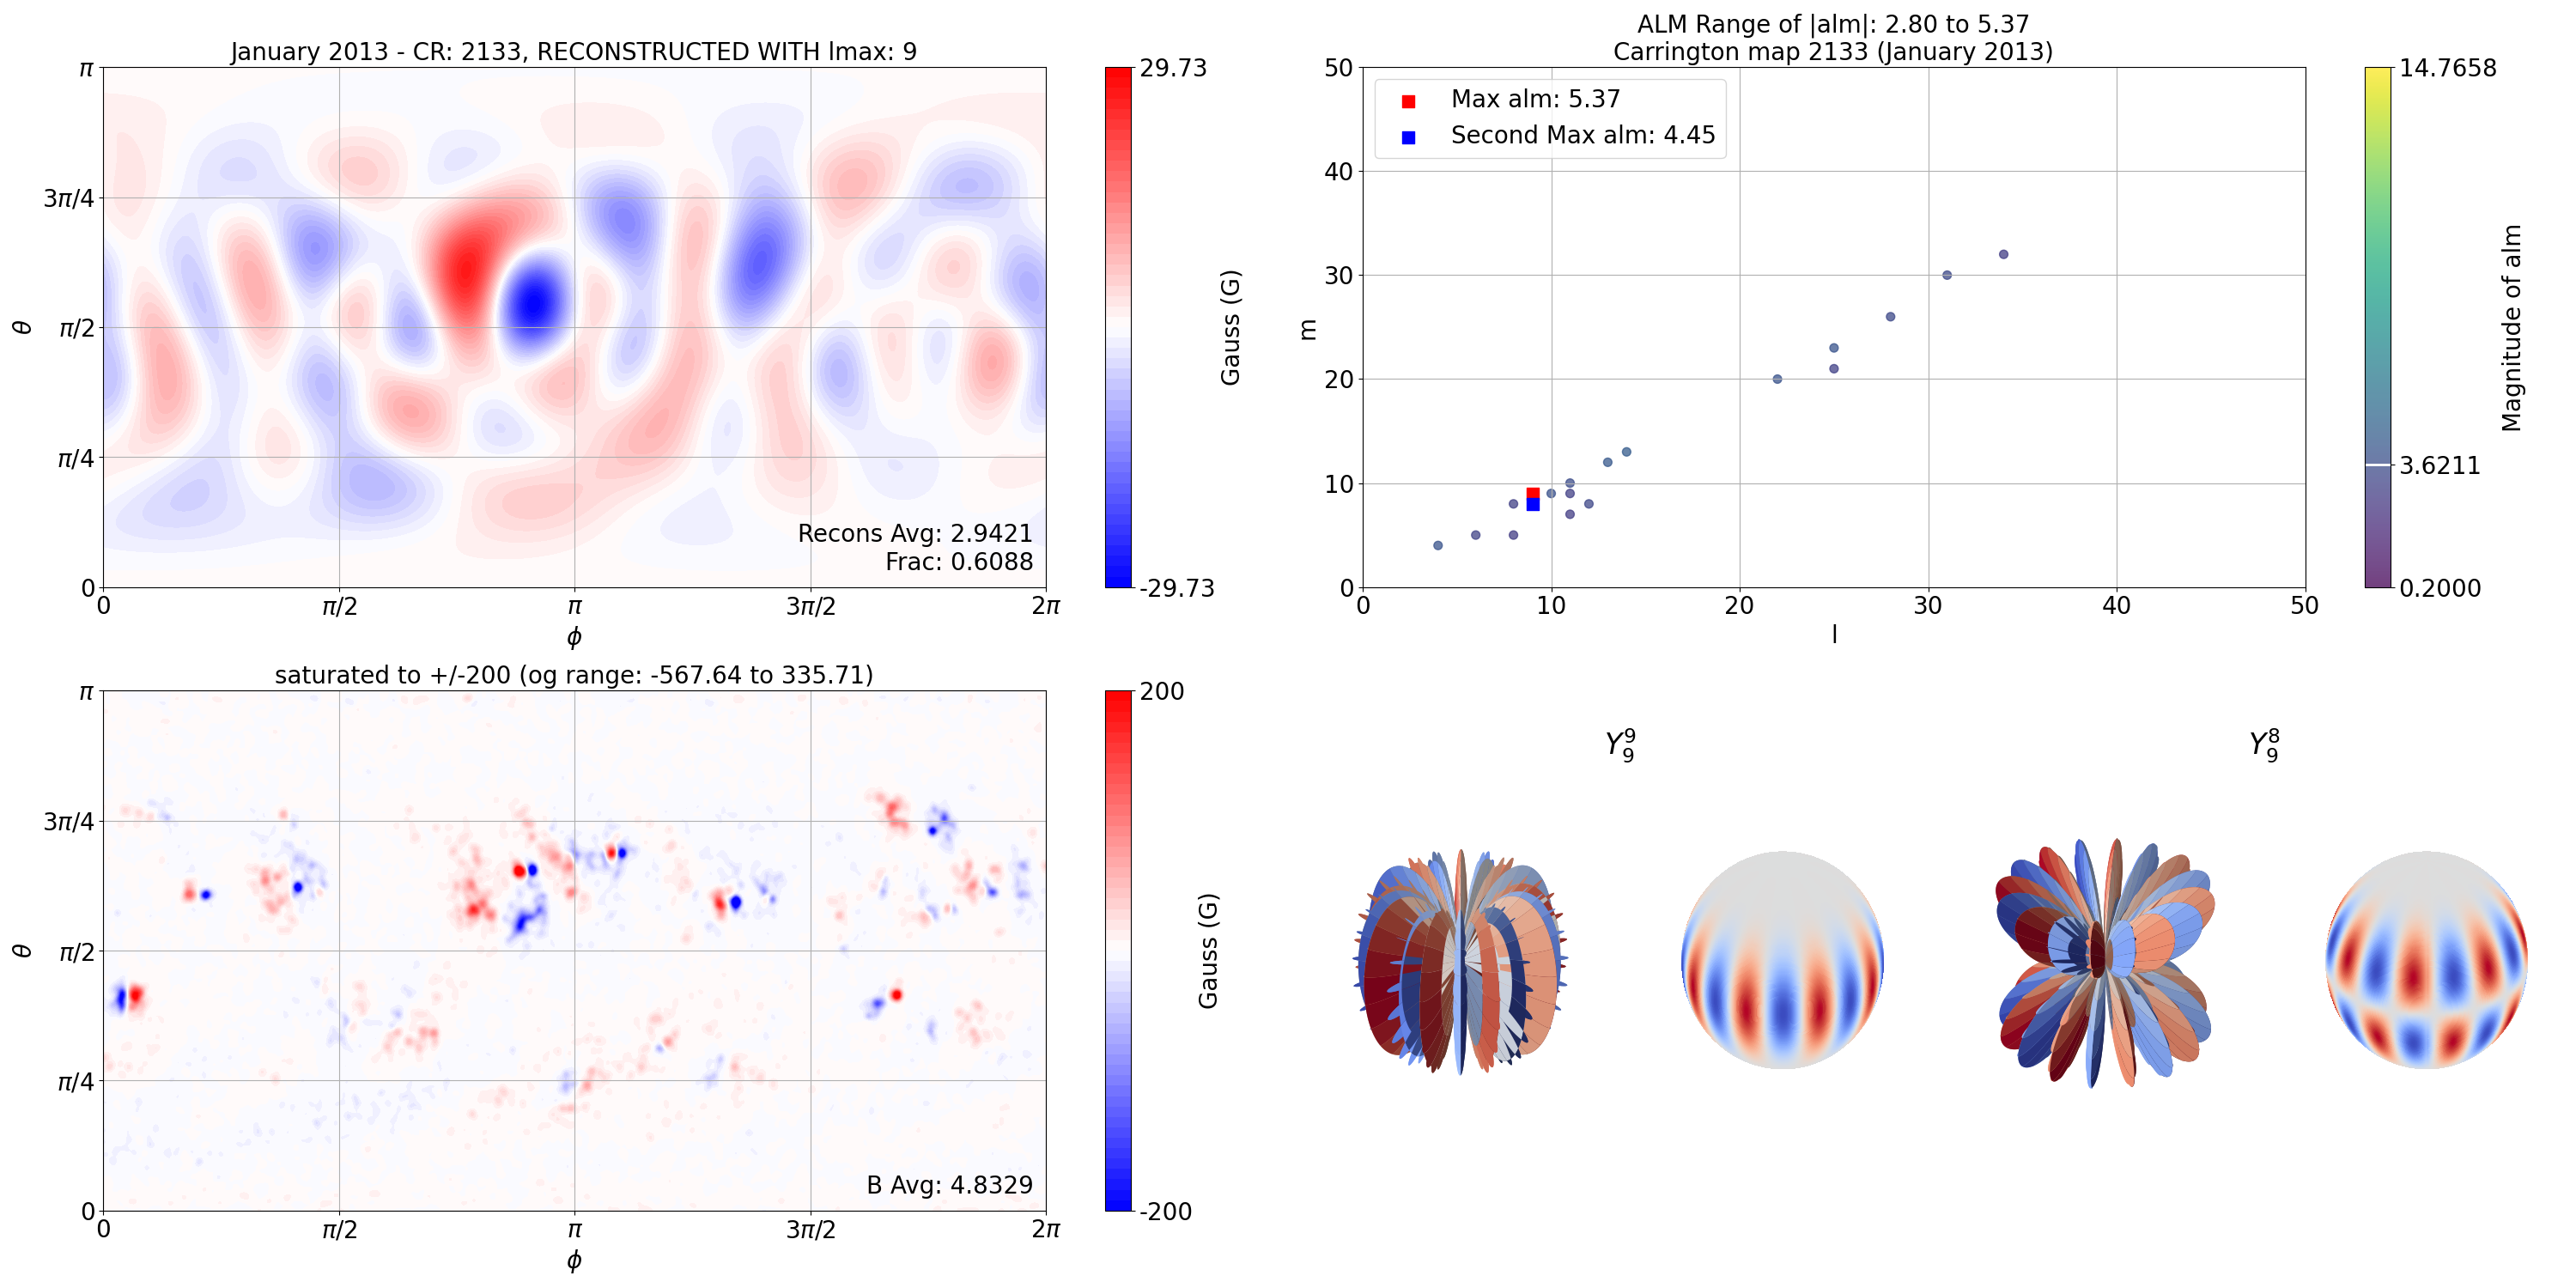 January 2013 - CR: 2133, RECONSTRUCTED WITH lmax: 9
π
3π/4
π/2
π/4
0
θ
0
π/2
π
3π/2
2π
ϕ
Recons Avg: 2.9421
Frac: 0.6088
29.73
-29.73
Gauss (G)
ALM Range of |alm|: 2.80 to 5.37
Carrington map 2133 (January 2013)
Max alm: 5.37
Second Max alm: 4.45
50
40
30
20
10
0
m
0
10
20
30
40
50
l
14.7658
3.6211
0.2000
Magnitude of alm
saturated to +/-200 (og range: -567.64 to 335.71)
π
3π/4
π/2
π/4
0
θ
0
π/2
π
3π/2
2π
ϕ
B Avg: 4.8329
200
-200
Gauss (G)
Y₉⁹
Y₉⁸